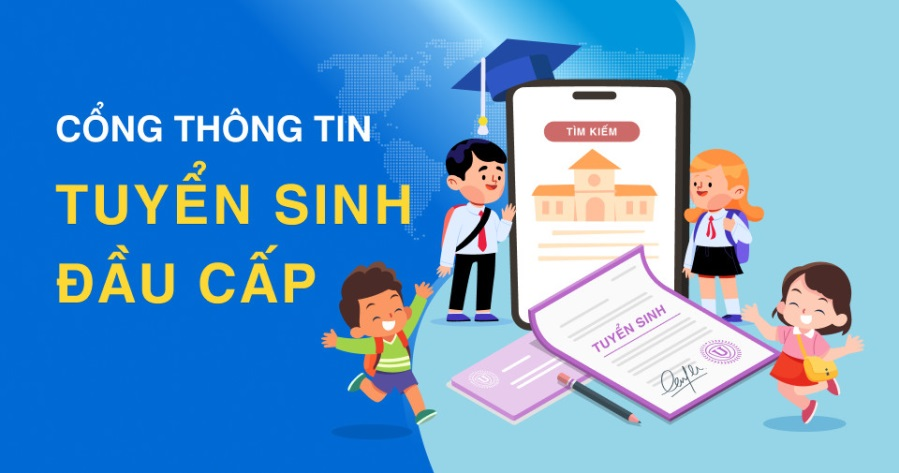 CỔNG THÔNG TIN
TUYỂN SINH
ĐẦU CẤP
TÌM KIẾM
TUYỂN SINH
U